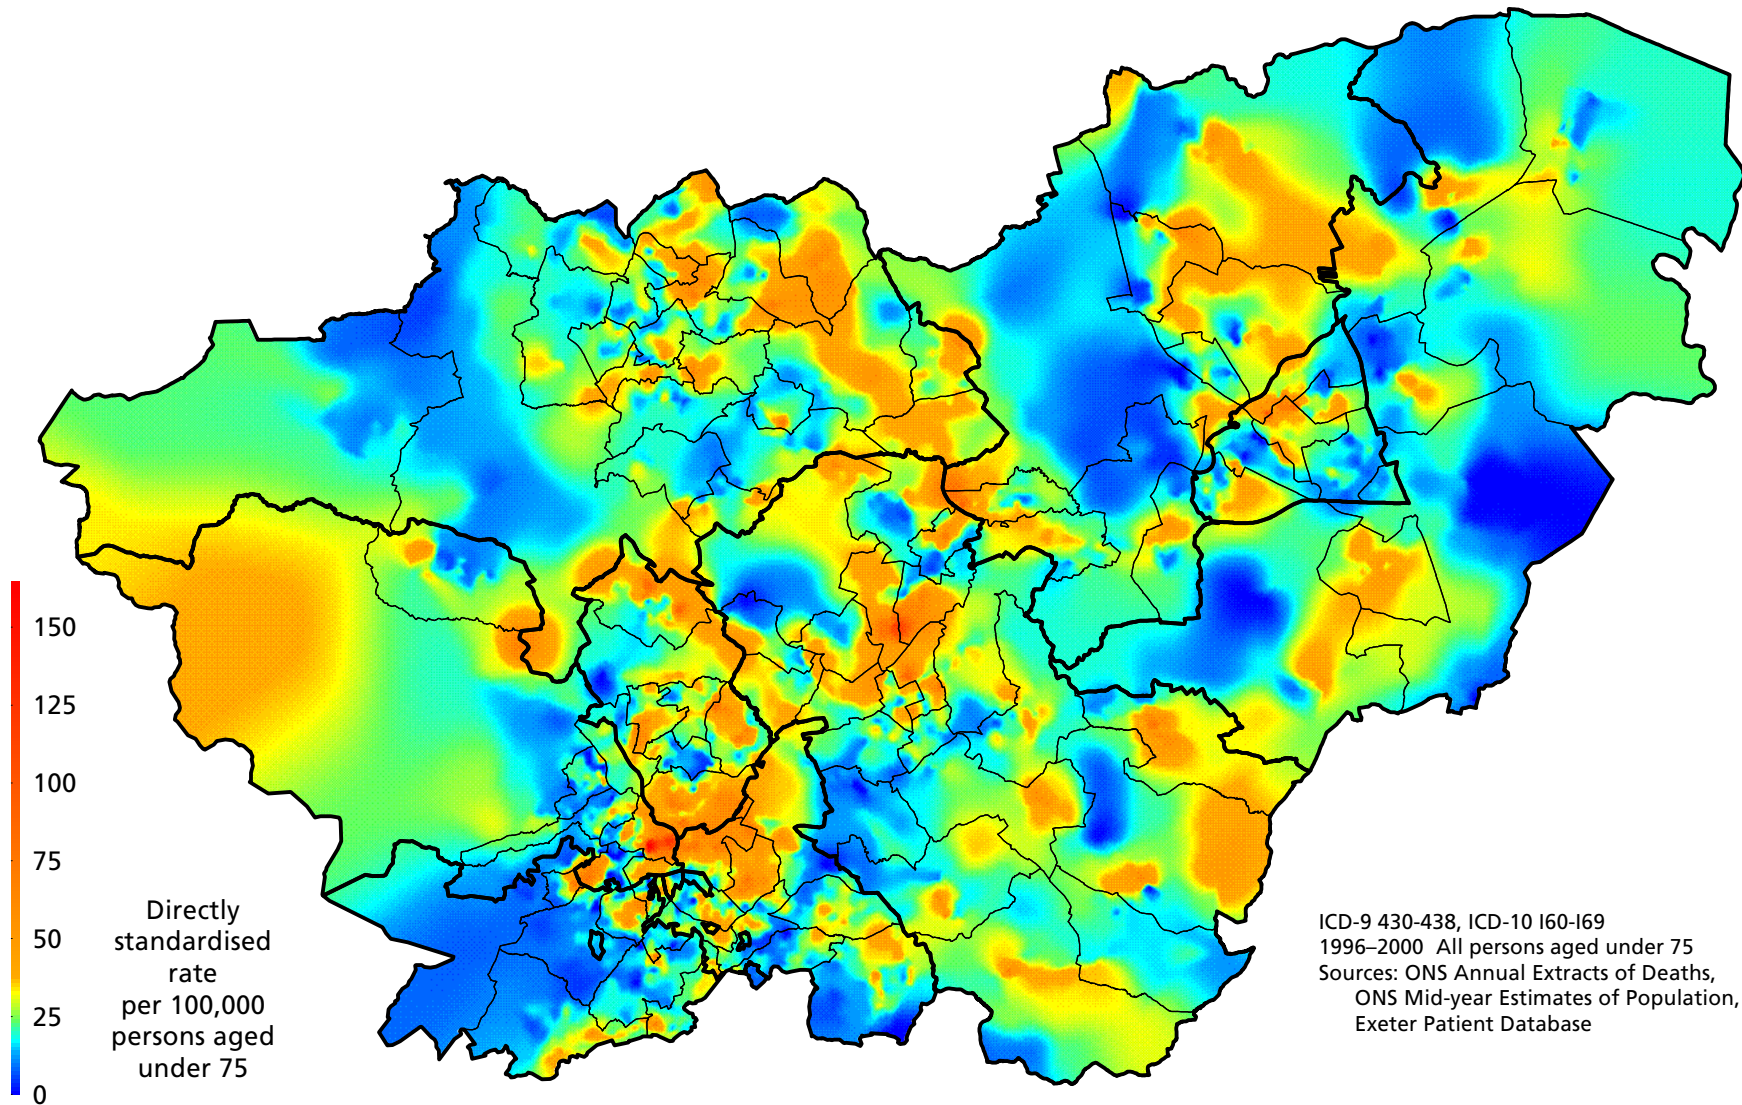 150
125
100
75
50
25
0
Directly
standardised
rate
per 100,000
persons aged
under 75
ICD-9 430-438, ICD-10 I60-I69
1996–2000 All persons aged under 75
Sources: ONS Annual Extracts of Deaths,
ONS Mid-year Estimates of Population,
Exeter Patient Database